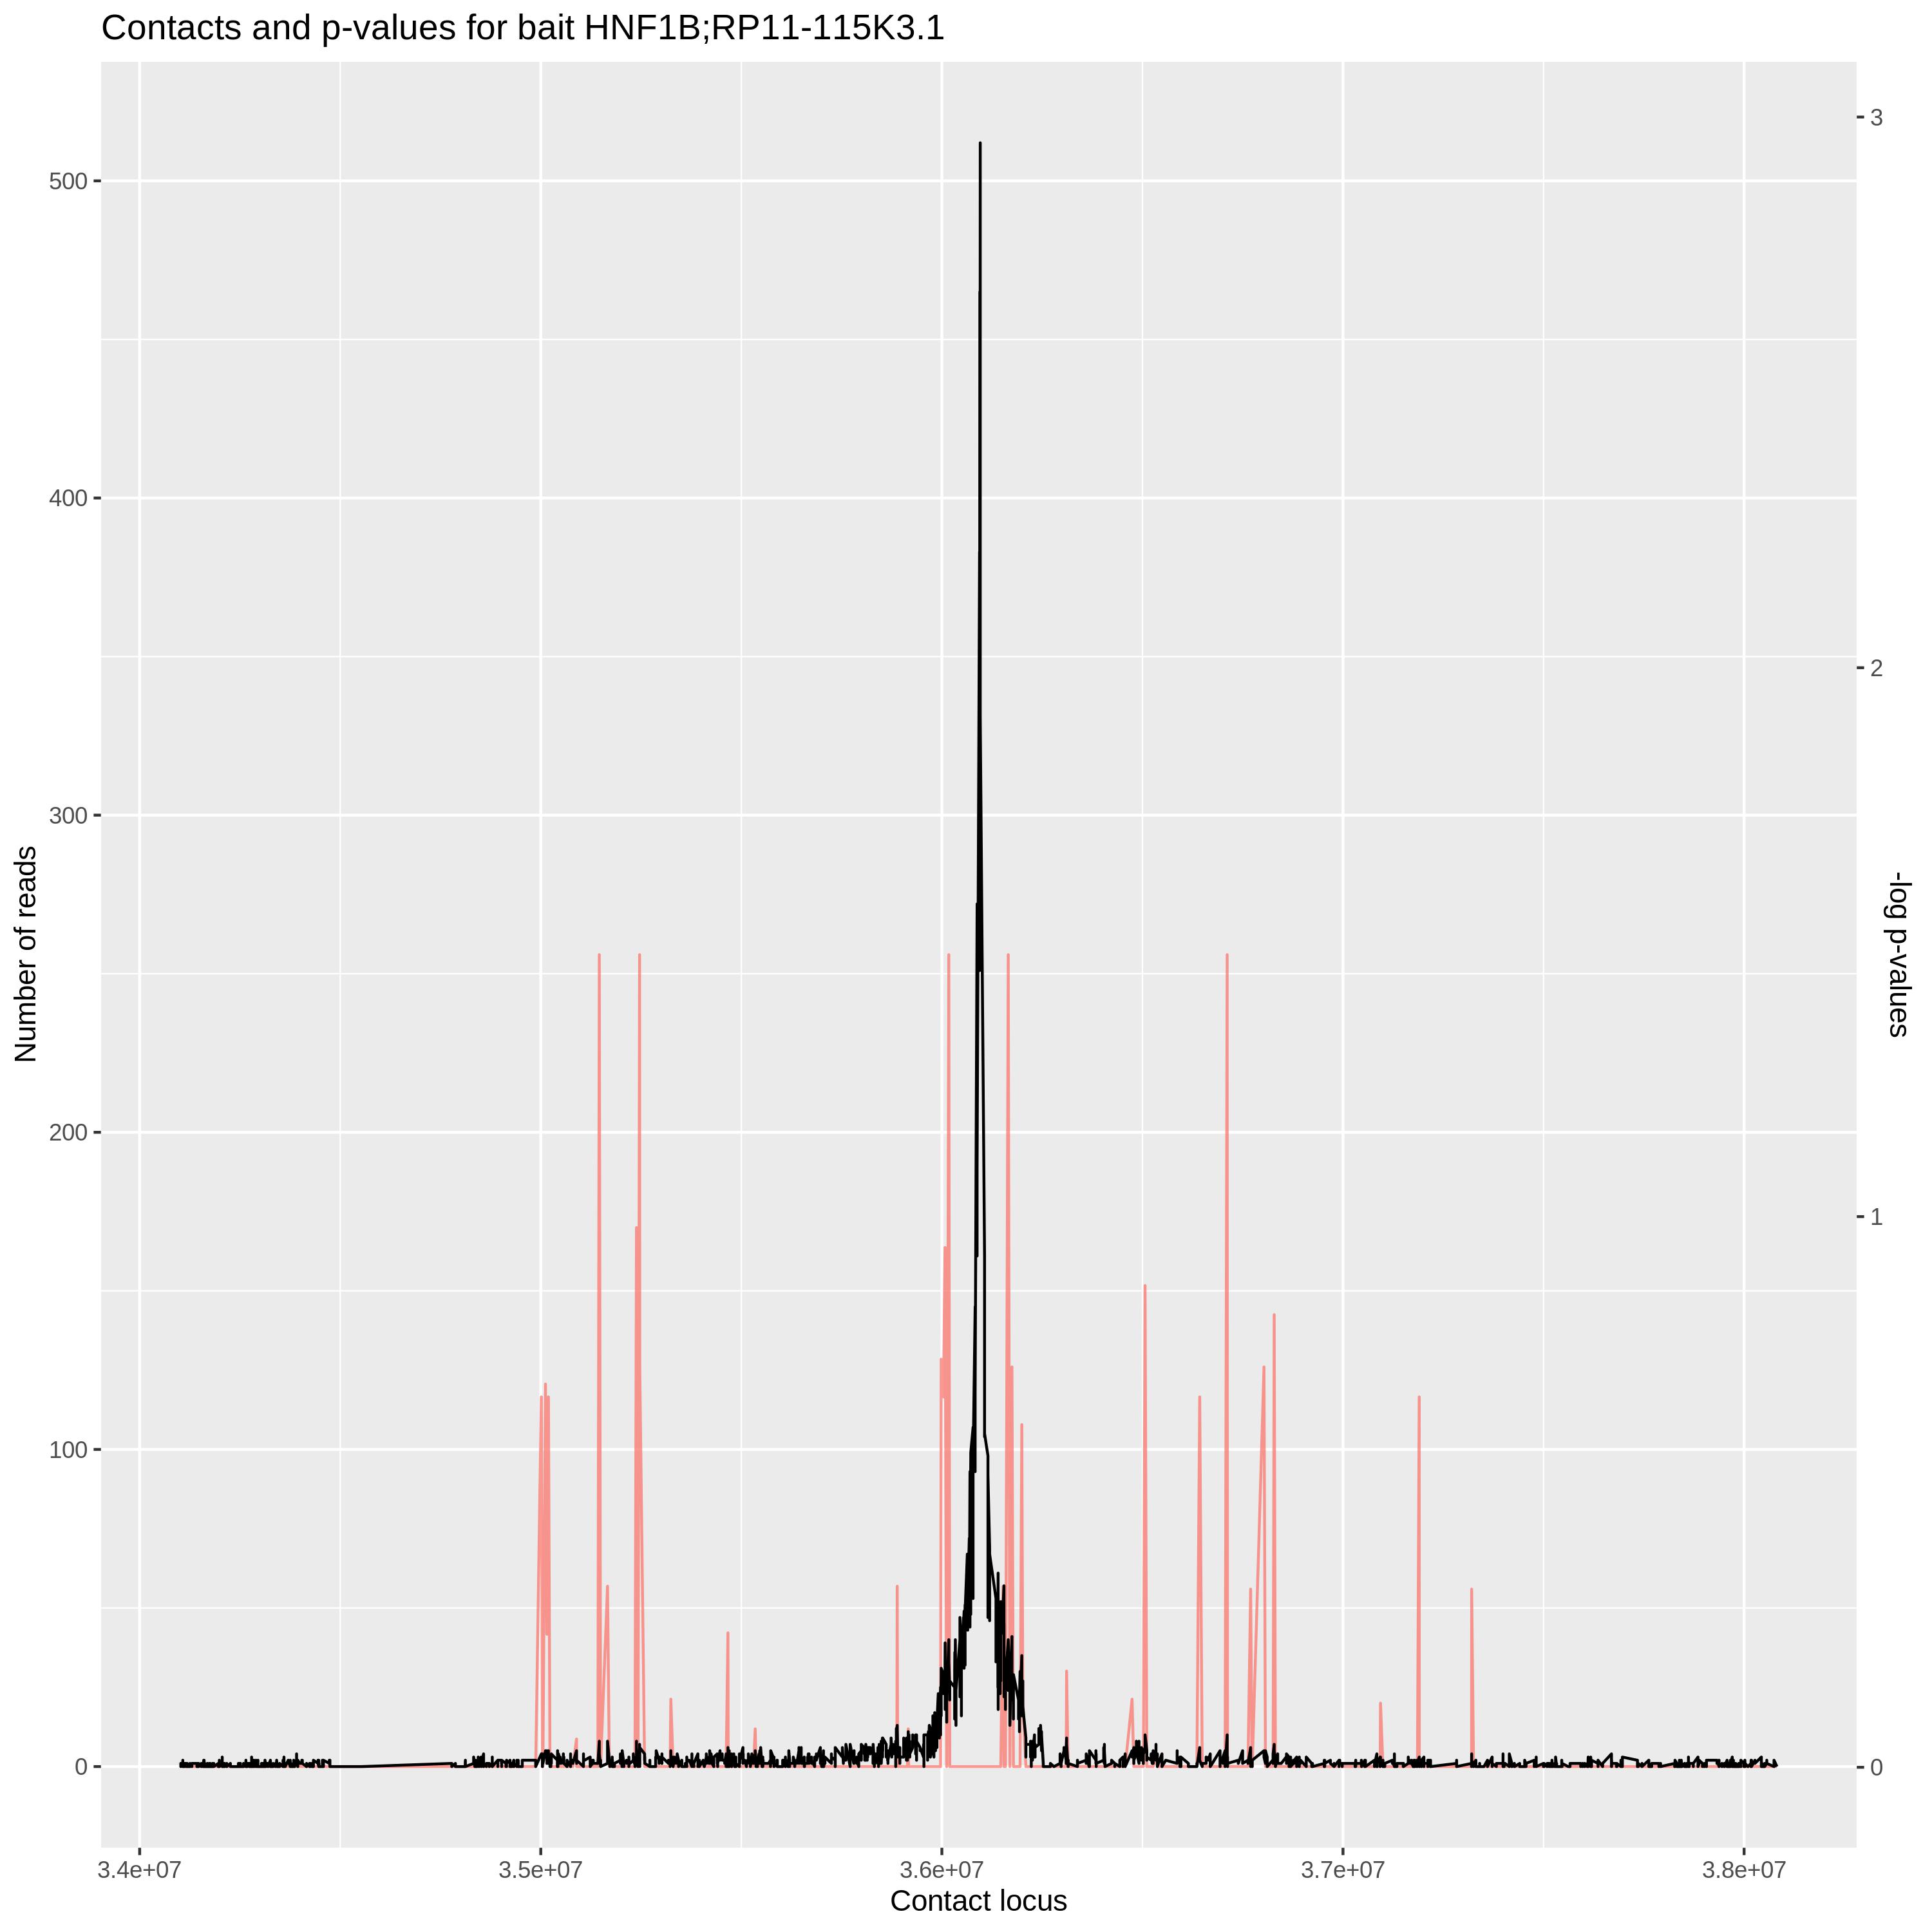 Contacts and p-values for bait HNF1B;RP11-115K3.1
3
500
400
2
300
Number of reads
-log p-values
200
1
100
0
0
3.4e+07 3.5e+07 3.6e+07 3.7e+07 3.8e+07
Contact locus